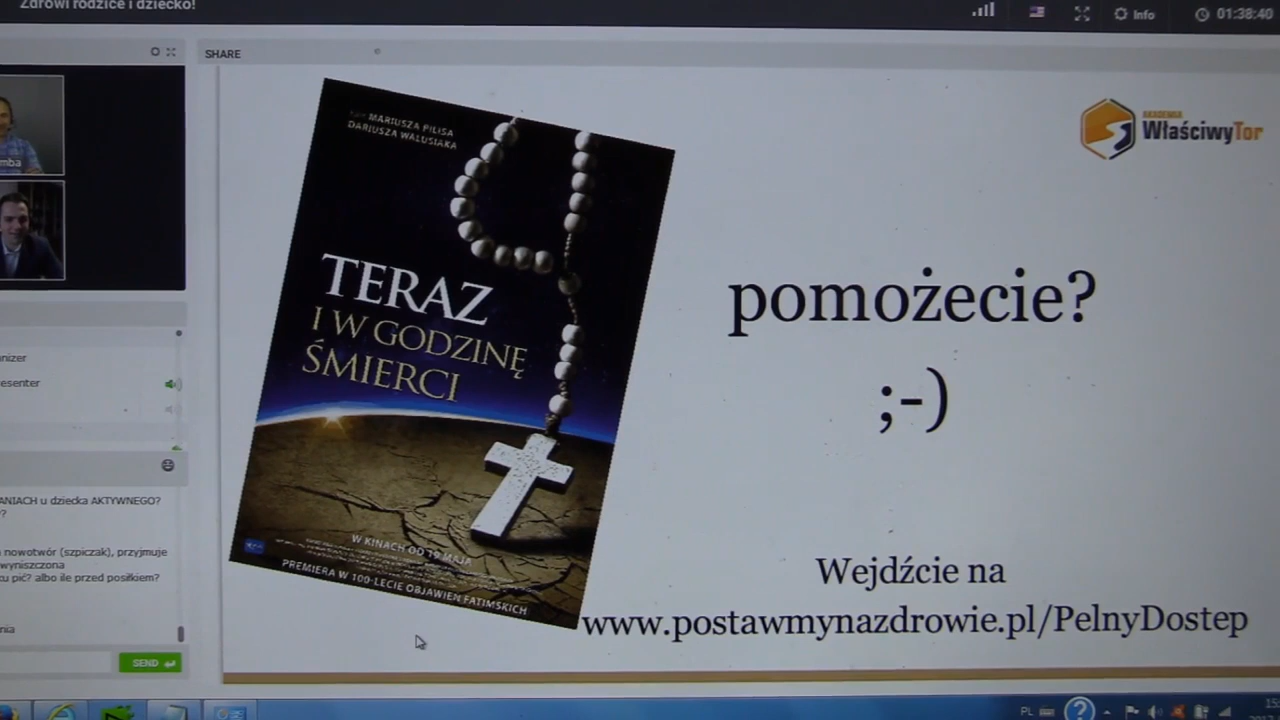 Zdrowi rodzice i dziecko!
Info
01:38:40
SHARE
mba
nizer
esenter
ANIACH u dziecka AKTYWNEGO?
??
nowotwór (szpiczak), przyjmuje
wyniszczona
tu pić? albo ile przed posiłkiem?
nia
SEND
MARIUSZA PILISA
DARIUSZA WALUSIAKA
TERAZ
I W GODZINĘ
ŚMIERCI
W KINACH OD 19 MAJA
PREMIERA W 100-LECIE OBJAWIEŃ FATIMSKICH
AKADEMIA
WłaściwyTor
pomożecie?
;-)
Wejdźcie na
www.postawmynazdrowie.pl/PelnyDostep
PL